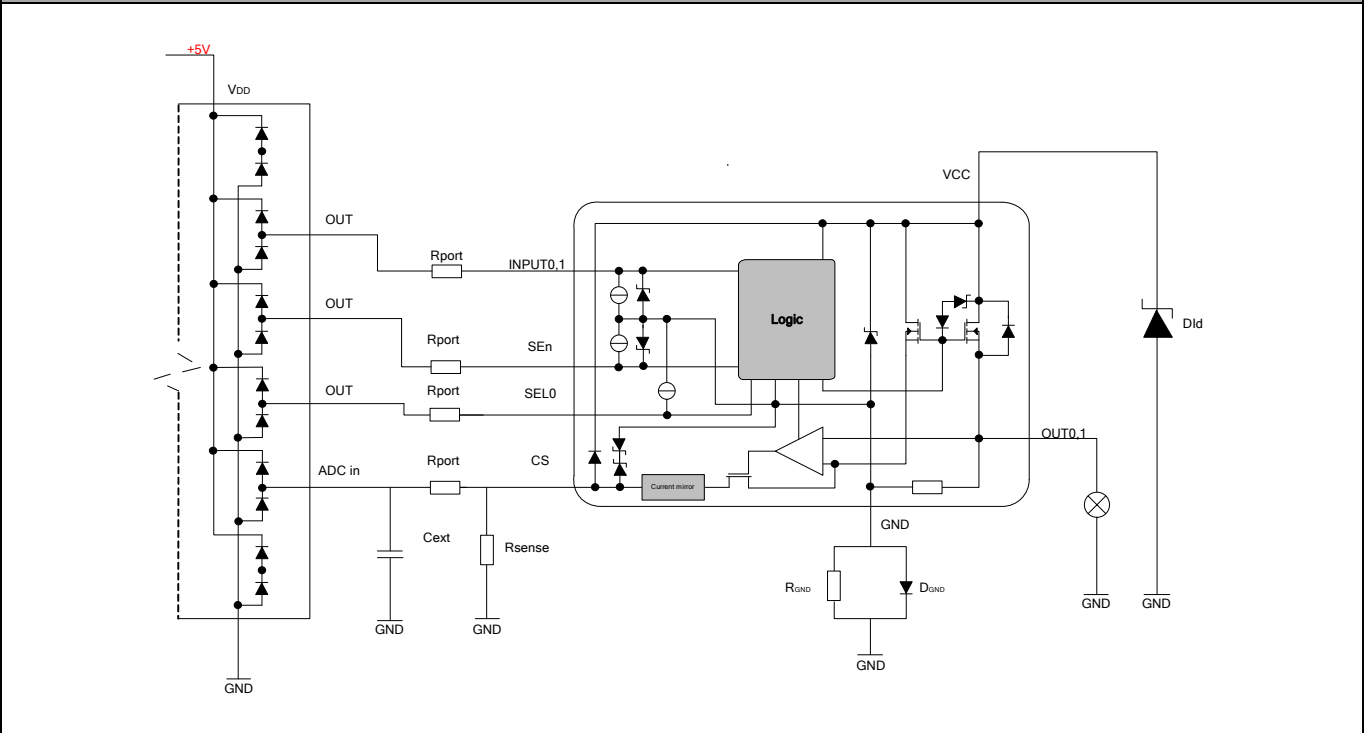 +5V
VDD
VCC
OUT
Rport
INPUT0,1
OUT
Logic
DId
Rport
SEn
OUT
Rport
SEL0
OUT0,1
ADC in
Rport
CS
Current mirror
GND
Cext
Rsense
RGND
DGND
GND
GND
GND
GND
GND
GND